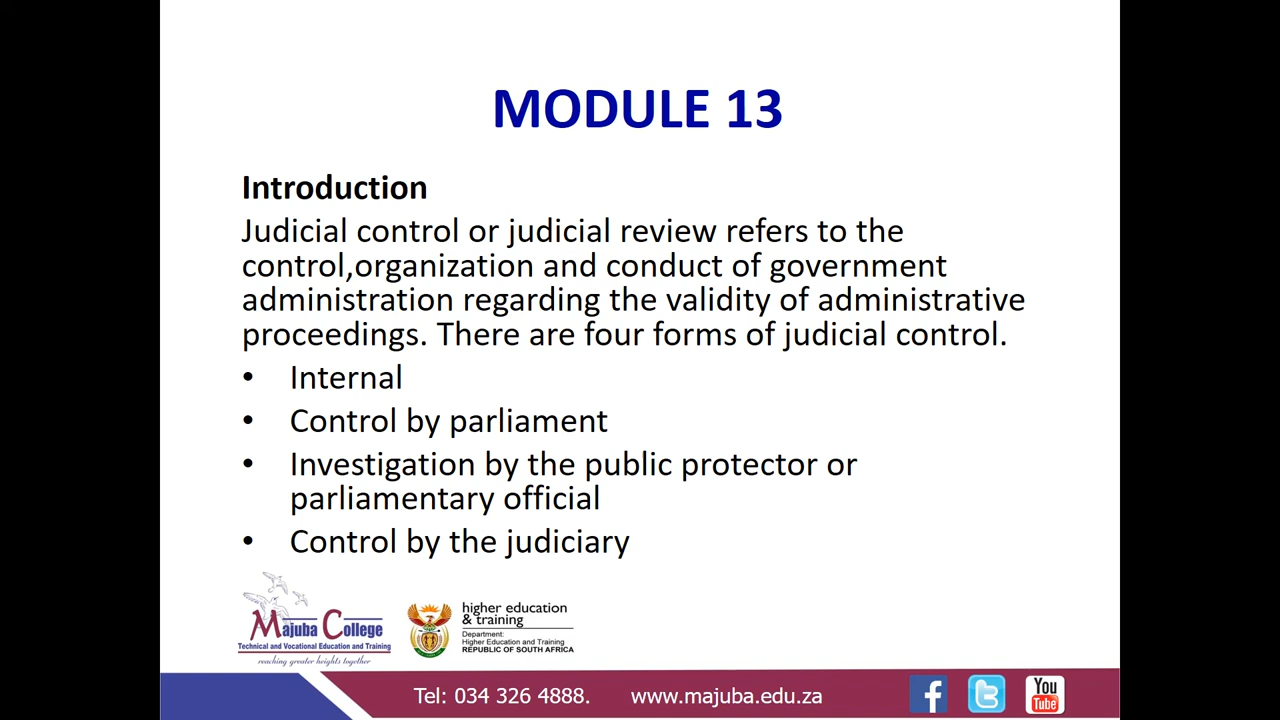 MODULE 13
Introduction
Judicial control or judicial review refers to the
control,organization and conduct of government
administration regarding the validity of administrative
proceedings. There are four forms of judicial control.
• Internal
• Control by parliament
• Investigation by the public protector or
parliamentary official
• Control by the judiciary
Majuba College
Technical and Vocational Education and Training
reaching greater heights together
higher education
& training
Department:
Higher Education and Training
REPUBLIC OF SOUTH AFRICA
Tel: 034 326 4888. www.majuba.edu.za
You
Tube